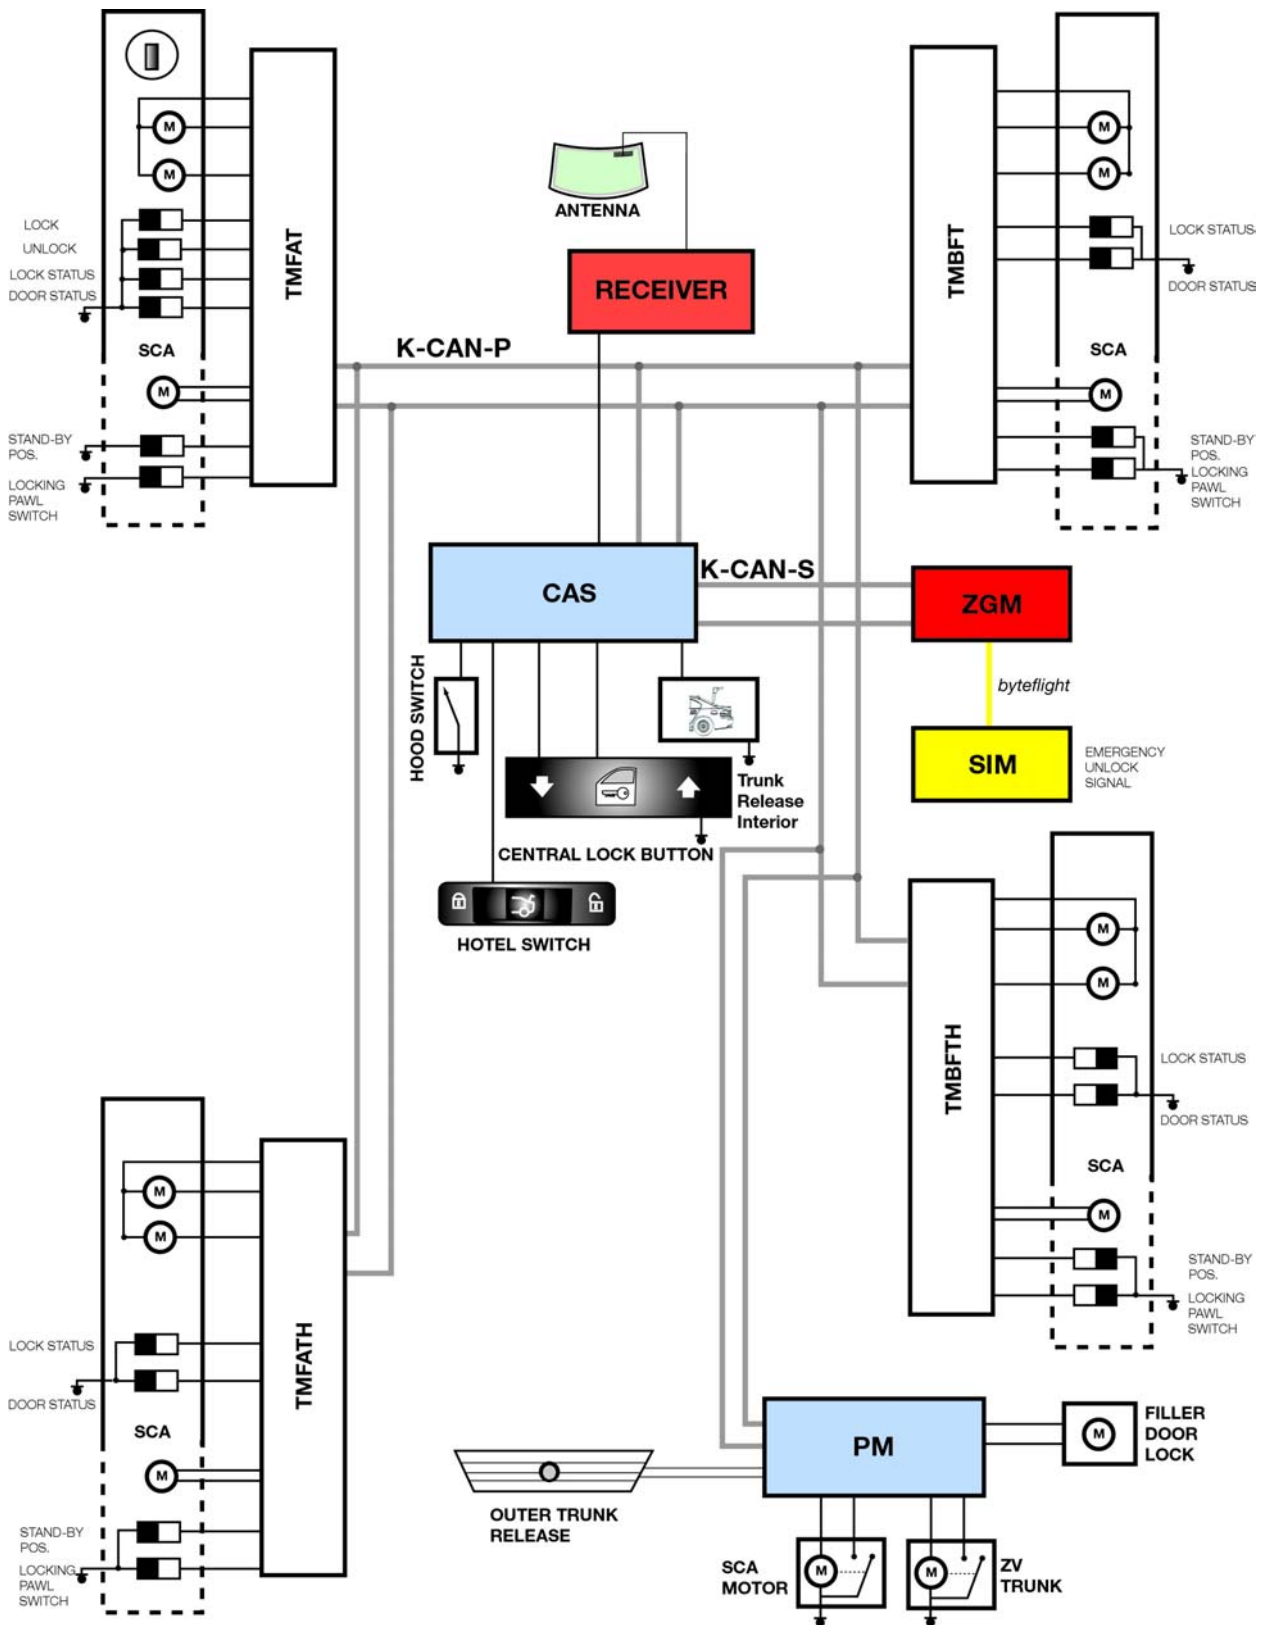 M
M
LOCK
UNLOCK
LOCK STATUS
DOOR STATUS
SCA
M
STAND-BY
POS.
LOCKING
PAWL
SWITCH
TMFAT
ANTENNA
RECEIVER
K-CAN-P
TMBFT
M
M
LOCK STATUS
DOOR STATUS
SCA
M
STAND-BY
POS.
LOCKING
PAWL
SWITCH
CAS
K-CAN-S
ZGM
byteflight
SIM
EMERGENCY
UNLOCK
SIGNAL
HOOD SWITCH
Trunk
Release
Interior
CENTRAL LOCK BUTTON
HOTEL SWITCH
TMBFTH
M
M
LOCK STATUS
DOOR STATUS
SCA
M
STAND-BY
POS.
LOCKING
PAWL
SWITCH
M
M
LOCK STATUS
DOOR STATUS
SCA
M
STAND-BY
POS.
LOCKING
PAWL
SWITCH
TMFATH
PM
M
FILLER
DOOR
LOCK
OUTER TRUNK
RELEASE
SCA
MOTOR
M
M
ZV
TRUNK